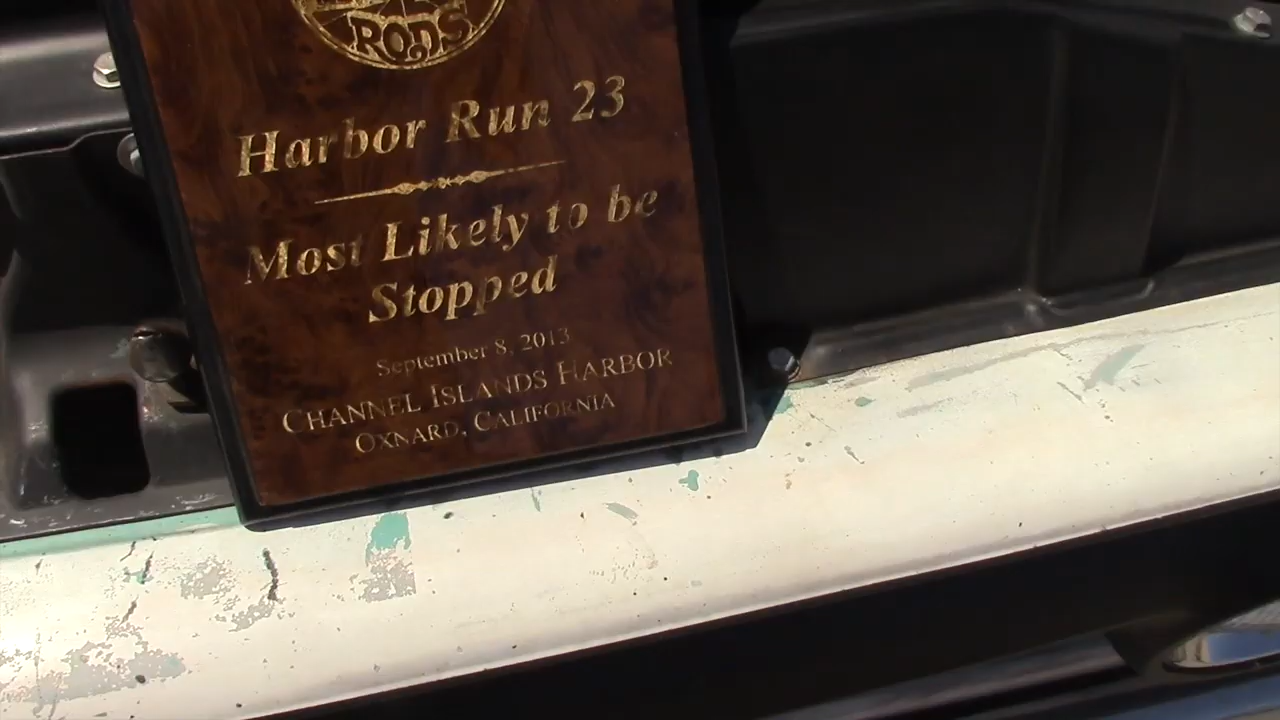 RODS
Harbor Run 23
Most Likely to be
Stopped
September 8, 2013
CHANNEL ISLANDS HARBOR
OXNARD, CALIFORNIA